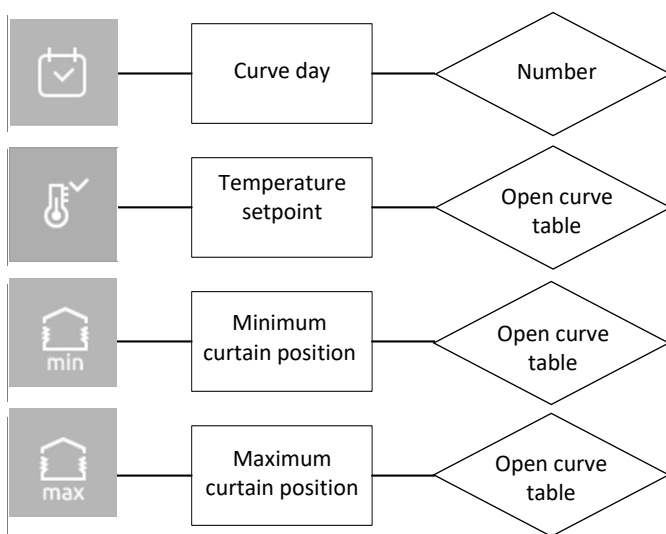 Curve day
Number
Temperature
setpoint
Open curve
table
min
Minimum
curtain position
Open curve
table
max
Maximum
curtain position
Open curve
table